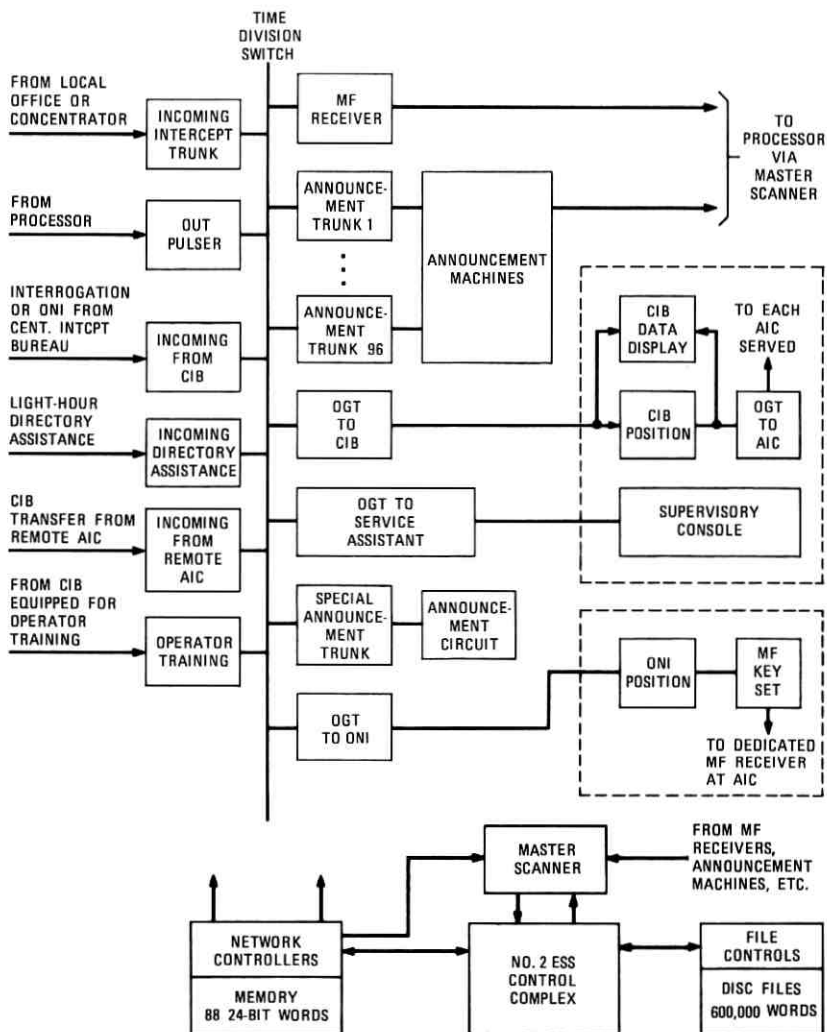 TIME
DIVISION
SWITCH
FROM LOCAL
OFFICE OR
CONCENTRATOR
INCOMING
INTERCEPT
TRUNK
MF
RECEIVER
TO
PROCESSOR
VIA
MASTER
SCANNER
FROM
PROCESSOR
OUT
PULSER
ANNOUNCE-
MENT
TRUNK 1
ANNOUNCEMENT
MACHINES
INTERROGATION
OR ONI FROM
CENT. INTCPT
BUREAU
INCOMING
FROM
CIB
ANNOUNCE-
MENT
TRUNK 96
CIB
DATA
DISPLAY
TO EACH
AIC
SERVED
LIGHT-HOUR
DIRECTORY
ASSISTANCE
INCOMING
DIRECTORY
ASSISTANCE
OGT
TO
CIB
CIB
POSITION
OGT
TO
AIC
CIB
TRANSFER FROM
REMOTE AIC
INCOMING
FROM
REMOTE
AIC
OGT TO
SERVICE
ASSISTANT
SUPERVISORY
CONSOLE
FROM CIB
EQUIPPED FOR
OPERATOR
TRAINING
OPERATOR
TRAINING
SPECIAL
ANNOUNCE-
MENT
TRUNK
ANNOUNCE-
MENT
CIRCUIT
OGT
TO ONI
ONI
POSITION
MF
KEY
SET
TO DEDICATED
MF RECEIVER
AT AIC
MASTER
SCANNER
FROM MF
RECEIVERS,
ANNOUNCEMENT
MACHINES, ETC.
NETWORK
CONTROLLERS
MEMORY
88 24-BIT WORDS
NO. 2 ESS
CONTROL
COMPLEX
FILE
CONTROLS
DISC FILES
600,000 WORDS